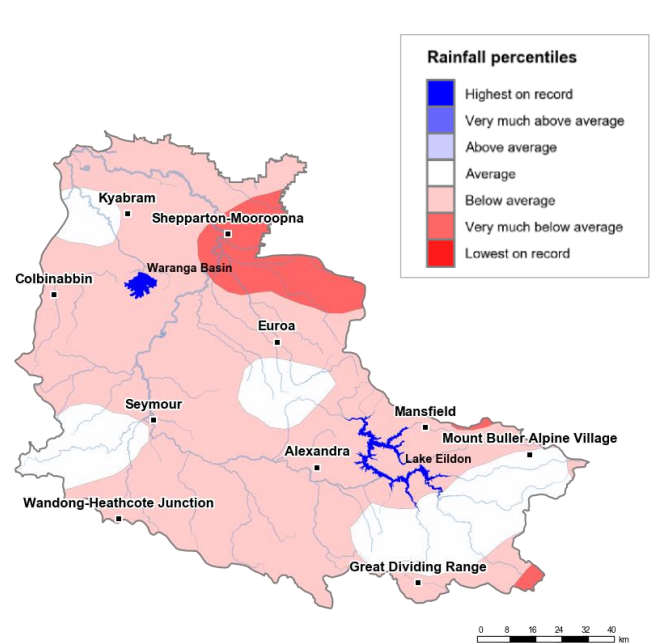 Rainfall percentiles
Highest on record
Very much above average
Above average
Average
Below average
Very much below average
Lowest on record
Kyabram
Shepparton-Mooroopna
Waranga Basin
Colbinabbin
Euroa
Seymour
Mansfield
Mount Buller Alpine Village
Alexandra
Lake Eildon
Wandong-Heathcote Junction
Great Dividing Range
0 8 16 24 32 40
km